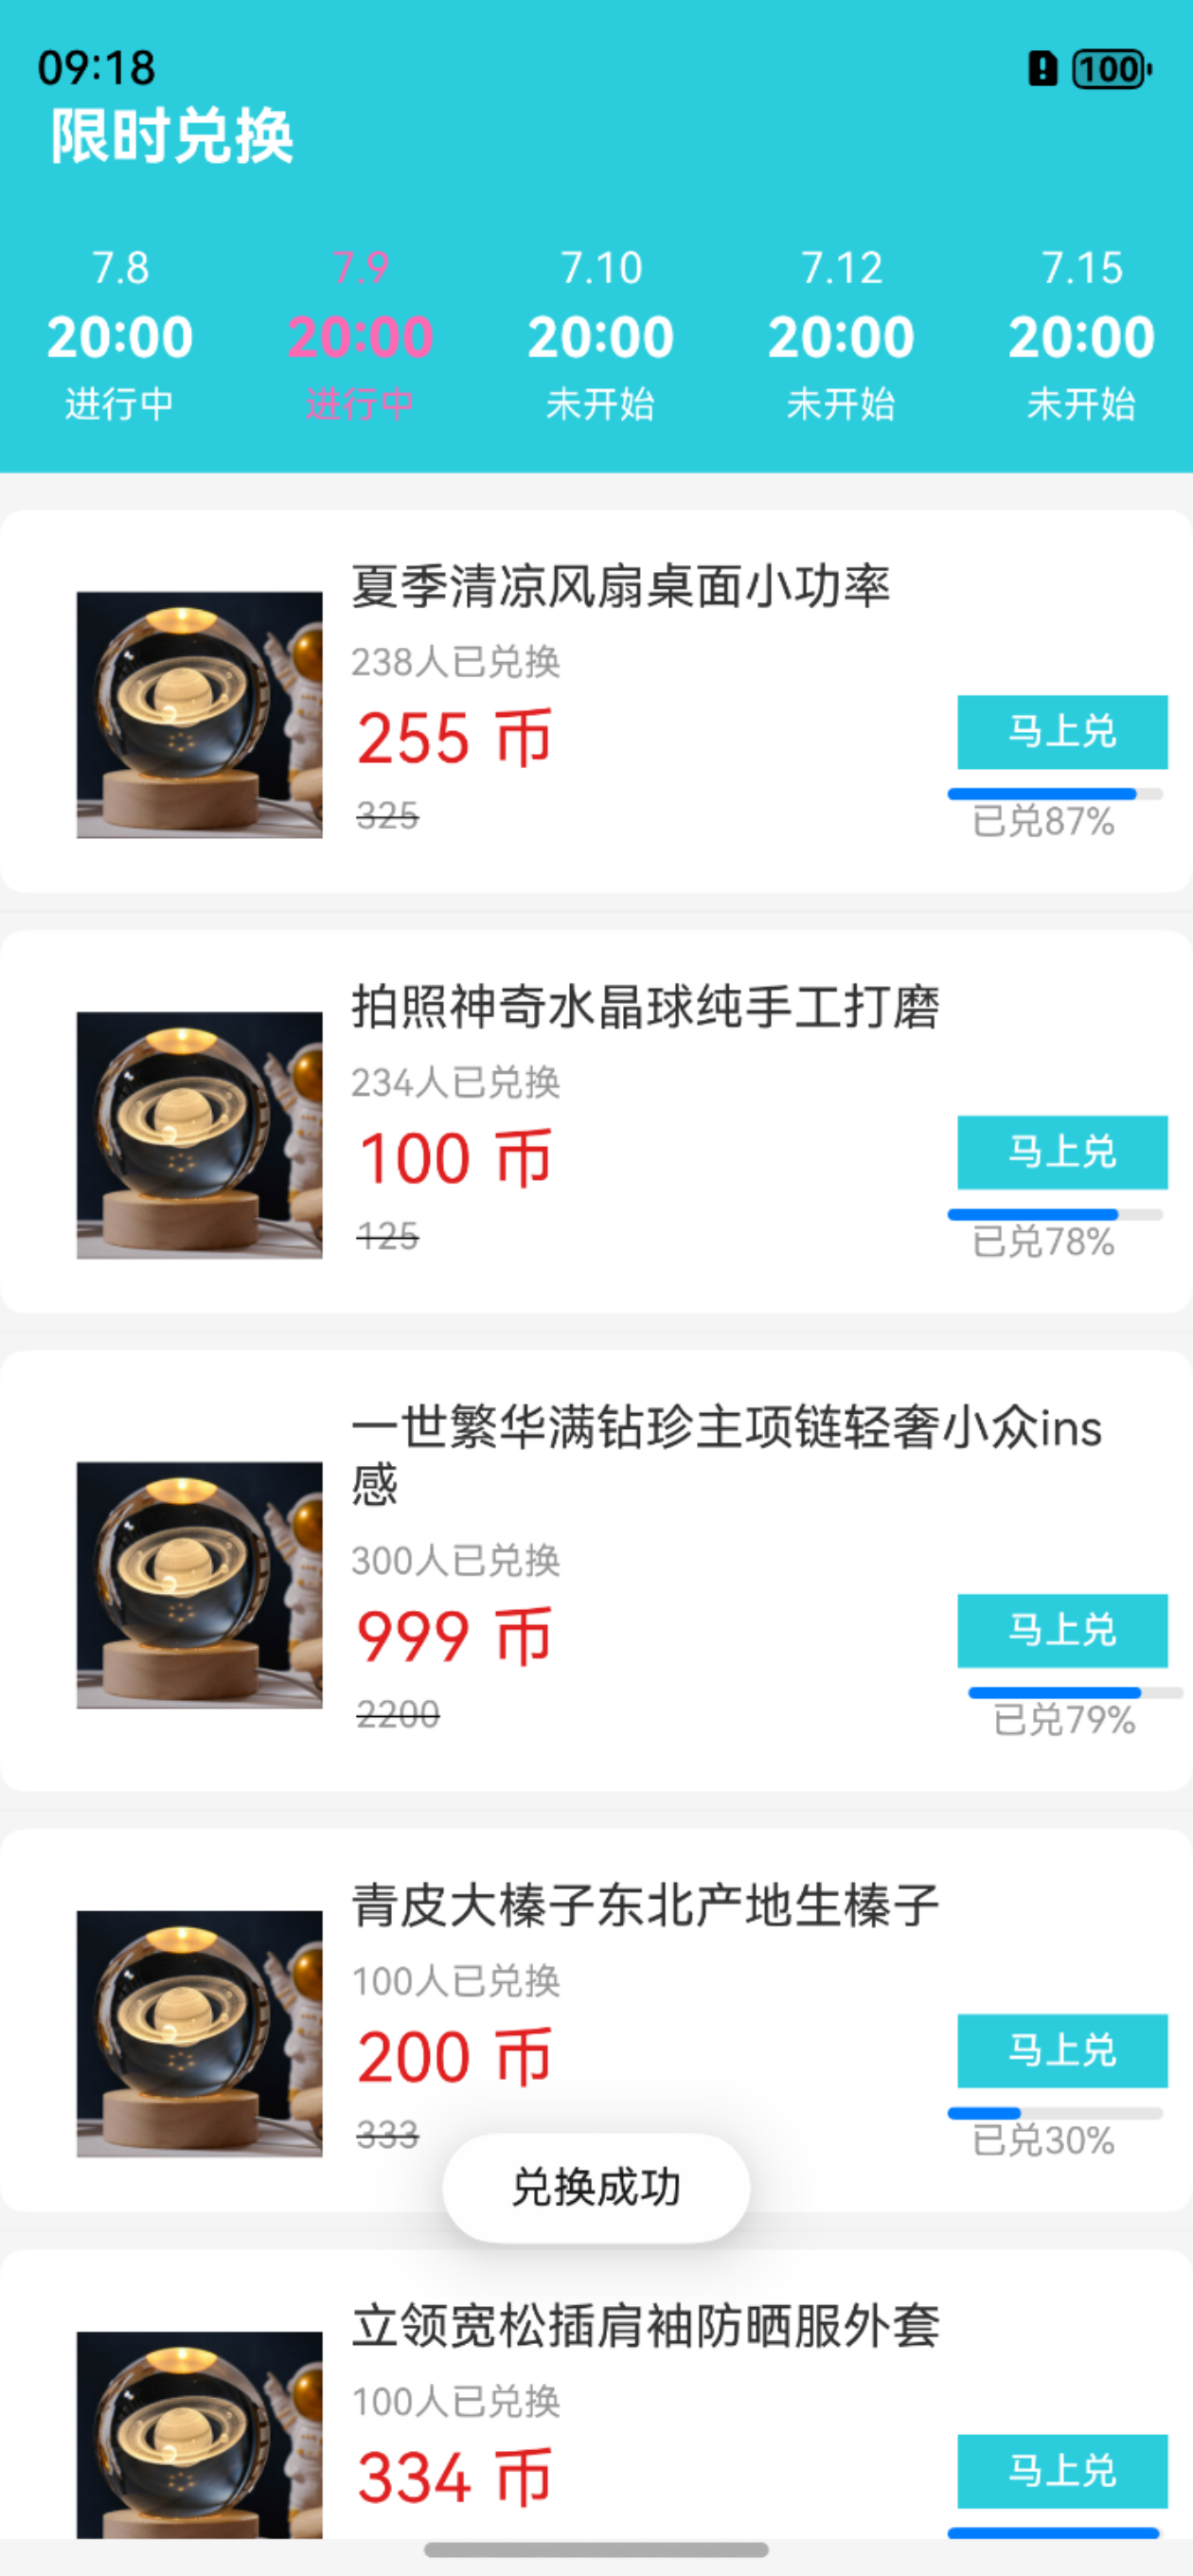 09:18
100
限时兑换
7.8 7.9 7.10 7.12 7.15
20:00 20:00 20:00 20:00 20:00
进行中 进行中 未开始 未开始 未开始
夏季清凉风扇桌面小功率
238人已兑换
255 币
马上兑
325
已兑87%
拍照神奇水晶球纯手工打磨
234人已兑换
100 币
马上兑
125
已兑78%
一世繁华满钻珍主项链轻奢小众ins
感
300人已兑换
999 币
马上兑
2200
已兑79%
青皮大榛子东北产地生榛子
100人已兑换
200 币
马上兑
333
已兑30%
兑换成功
立领宽松插肩袖防晒服外套
100人已兑换
334 币
马上兑